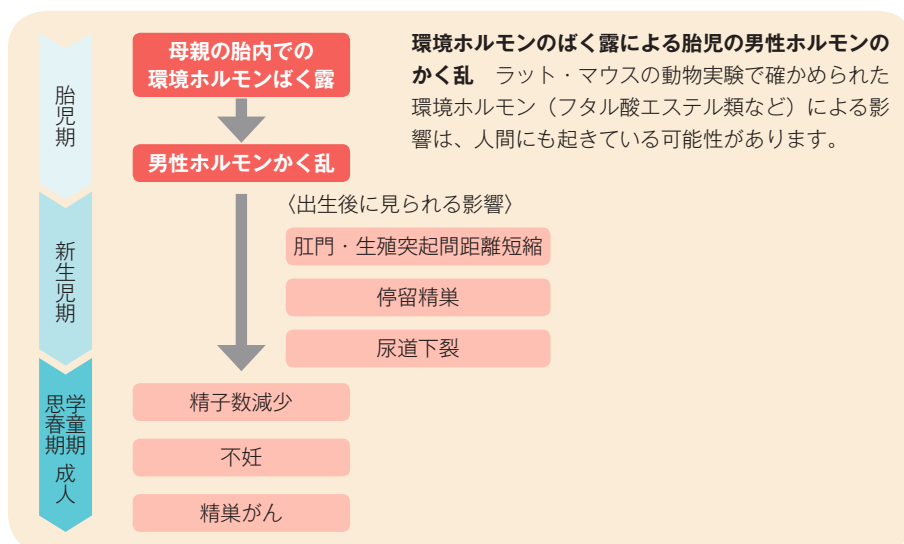 胎児期
母親の胎内での
環境ホルモンばく露
男性ホルモンかく乱
環境ホルモンのばく露による胎児の男性ホルモンの
かく乱　ラット・マウスの動物実験で確かめられた
環境ホルモン（フタル酸エステル類など）による影
響は、人間にも起きている可能性があります。
新生児期
〈出生後に見られる影響〉
肛門・生殖突起間距離短縮
停留精巣
尿道下裂
学童期
思春期
成人
精子数減少
不妊
精巣がん